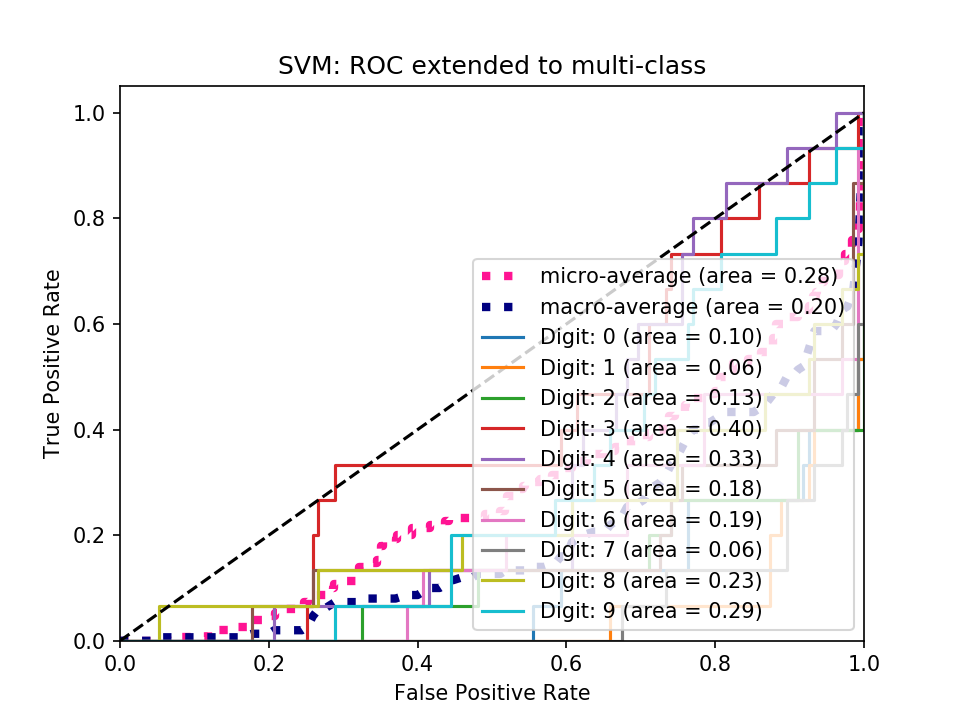 SVM: ROC extended to multi-class
True Positive Rate
1.0
0.8
0.6
0.4
0.2
0.0
micro-average (area = 0.28)
macro-average (area = 0.20)
Digit: 0 (area = 0.10)
Digit: 1 (area = 0.06)
Digit: 2 (area = 0.13)
Digit: 3 (area = 0.40)
Digit: 4 (area = 0.33)
Digit: 5 (area = 0.18)
Digit: 6 (area = 0.19)
Digit: 7 (area = 0.06)
Digit: 8 (area = 0.23)
Digit: 9 (area = 0.29)
0.0 0.2 0.4 0.6 0.8 1.0
False Positive Rate